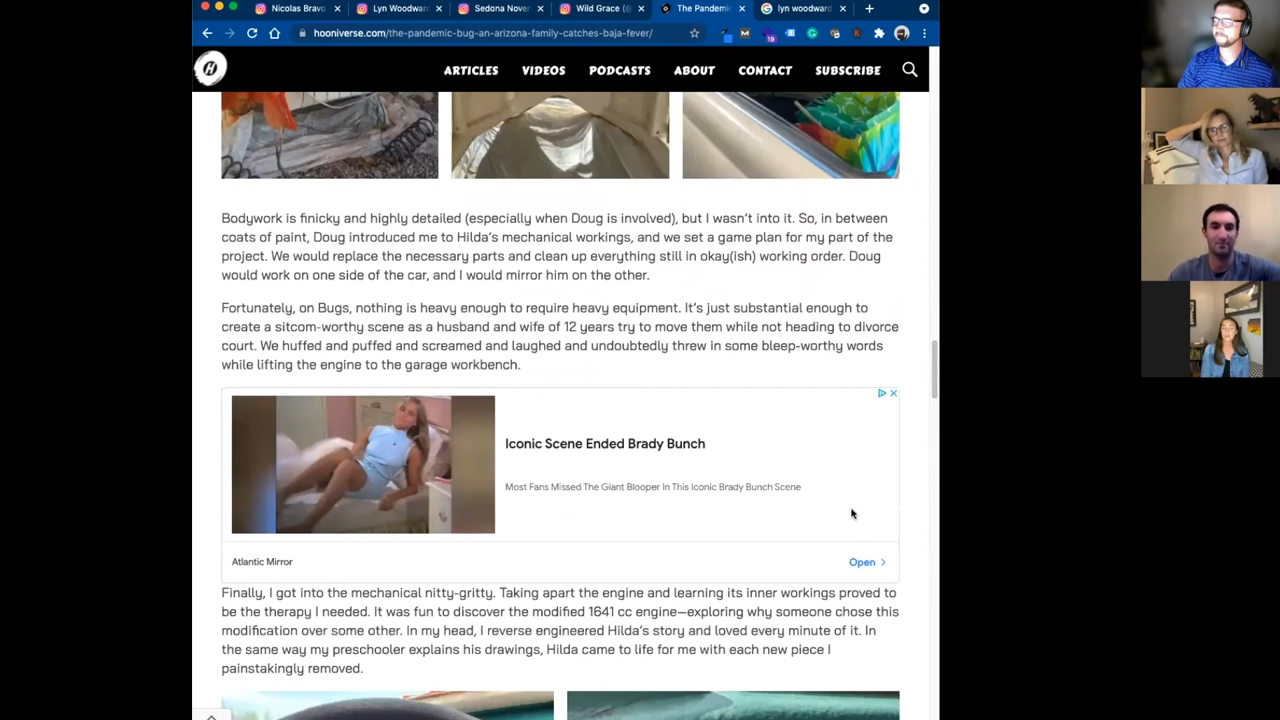 Nicolas Bravo
Lyn Woodward
Sedona Nover
Wild Grace (@
The Pandemic
lyn woodward
hooniverse.com/the-pandemic-bug-an-arizona-family-catches-baja-fever/
19
H
ARTICLES VIDEOS PODCASTS ABOUT CONTACT SUBSCRIBE
Bodywork is finicky and highly detailed (especially when Doug is involved), but I wasn’t into it. So, in between
coats of paint, Doug introduced me to Hilda’s mechanical workings, and we set a game plan for my part of the
project. We would replace the necessary parts and clean up everything still in okay(ish) working order. Doug
would work on one side of the car, and I would mirror him on the other.
Fortunately, on Bugs, nothing is heavy enough to require heavy equipment. It’s just substantial enough to
create a sitcom-worthy scene as a husband and wife of 12 years try to move them while not heading to divorce
court. We huffed and puffed and screamed and laughed and undoubtedly threw in some bleep-worthy words
while lifting the engine to the garage workbench.
Iconic Scene Ended Brady Bunch
Most Fans Missed The Giant Blooper In This Iconic Brady Bunch Scene
Atlantic Mirror
Open
Finally, I got into the mechanical nitty-gritty. Taking apart the engine and learning its inner workings proved to
be the therapy I needed. It was fun to discover the modified 1641 cc engine—exploring why someone chose this
modification over some other. In my head, I reverse engineered Hilda’s story and loved every minute of it. In
the same way my preschooler explains his drawings, Hilda came to life for me with each new piece I
painstakingly removed.